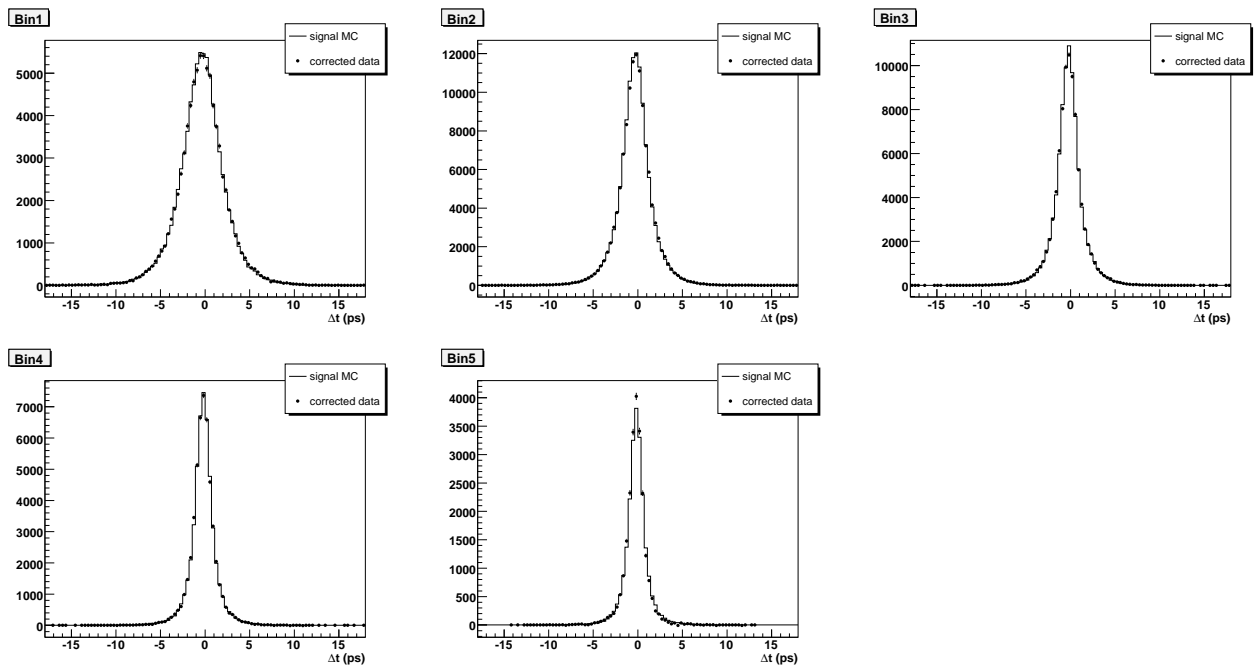 Bin1
signal MC
corrected data
5000
4000
3000
2000
1000
0
-15 -10 -5 0 5 10 15
Δt (ps)
Bin2
signal MC
corrected data
12000
10000
8000
6000
4000
2000
0
-15 -10 -5 0 5 10 15
Δt (ps)
Bin3
signal MC
corrected data
10000
8000
6000
4000
2000
0
-15 -10 -5 0 5 10 15
Δt (ps)
Bin4
signal MC
corrected data
7000
6000
5000
4000
3000
2000
1000
0
-15 -10 -5 0 5 10 15
Δt (ps)
Bin5
signal MC
corrected data
4000
3500
3000
2500
2000
1500
1000
500
0
-15 -10 -5 0 5 10 15
Δt (ps)